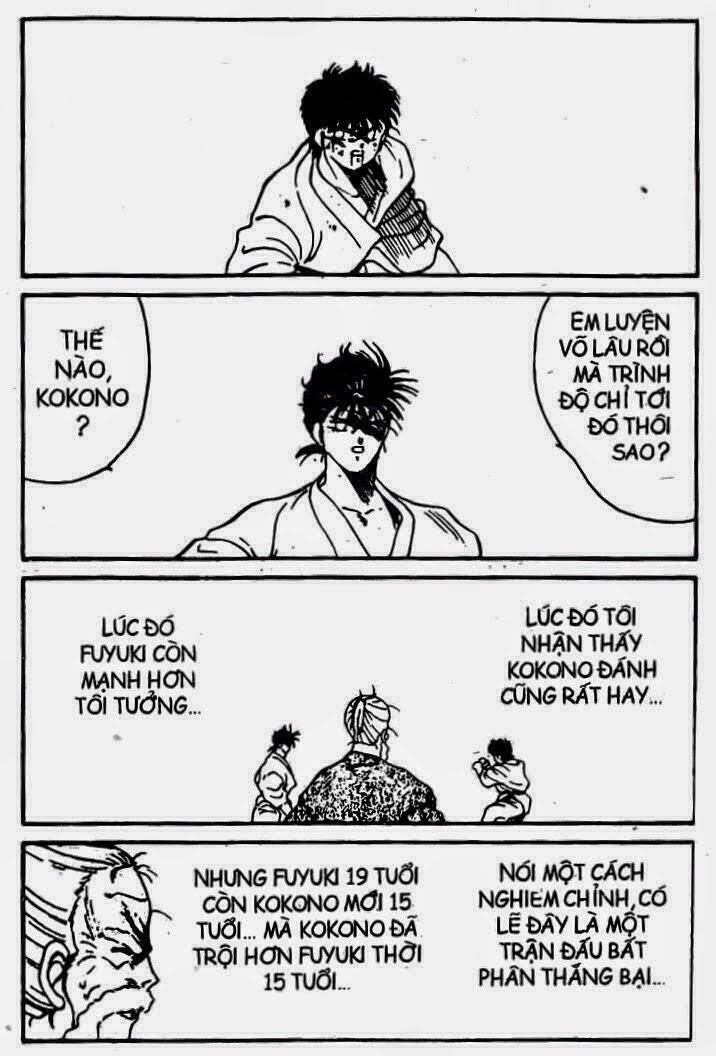 EM LUYỆN
VÕ LÂU RỒI
MÀ TRÌNH
ĐỘ CHỈ TỚI
ĐÓ THÔI
SAO?
THẾ
NÀO,
KOKONO
?
LÚC ĐÓ TÔI
NHẬN THẤY
KOKONO ĐÁNH
CŨNG RẤT HAY...
LÚC ĐÓ
FUYUKI CÒN
MẠNH HƠN
TÔI TƯỞNG...
NÓI MỘT CÁCH
NGHIEM CHỈNH, CÓ
LẼ ĐÂY LÀ MỘT
TRẬN ĐẤU BẤT
PHÂN THẮNG BẠI...
NHƯNG FUYUKI 19 TUỔI
CÒN KOKONO MỚI 15
TUỔI... MÀ KOKONO ĐÃ
TRỘI HƠN FUYUKI THỜI
15 TUỔI...